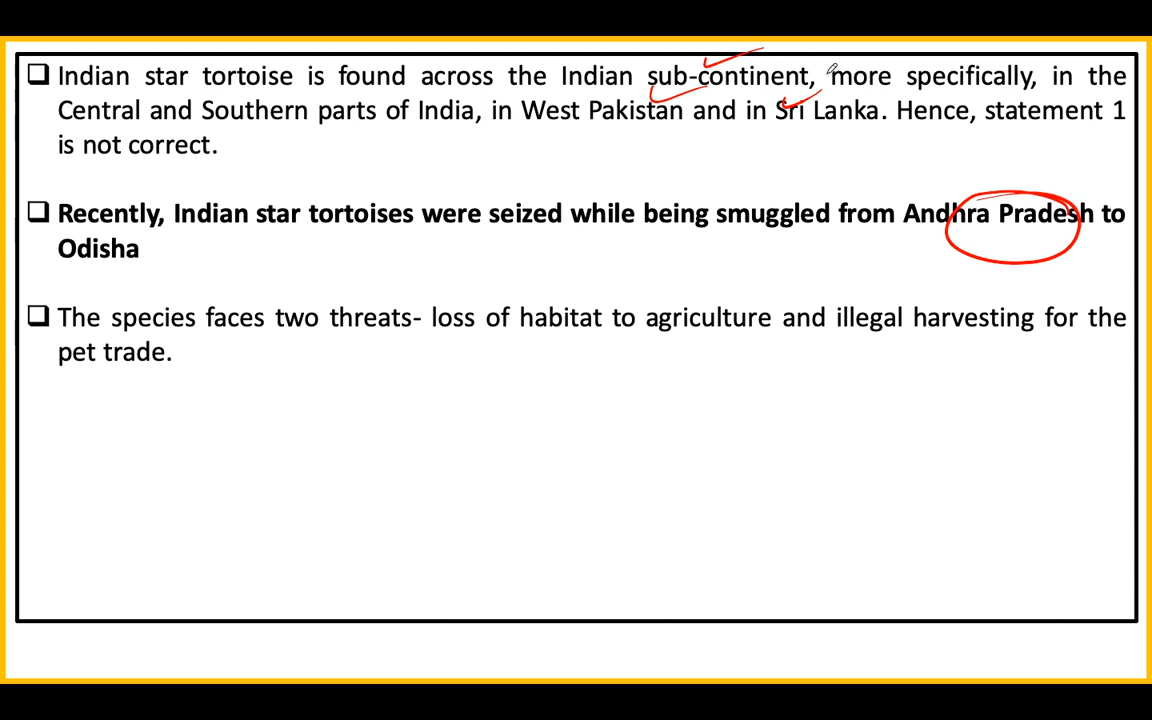 Indian star tortoise is found across the Indian sub-continent, more specifically, in the
Central and Southern parts of India, in West Pakistan and in Sri Lanka. Hence, statement 1
is not correct.
Recently, Indian star tortoises were seized while being smuggled from Andhra Pradesh to
Odisha
The species faces two threats- loss of habitat to agriculture and illegal harvesting for the
pet trade.